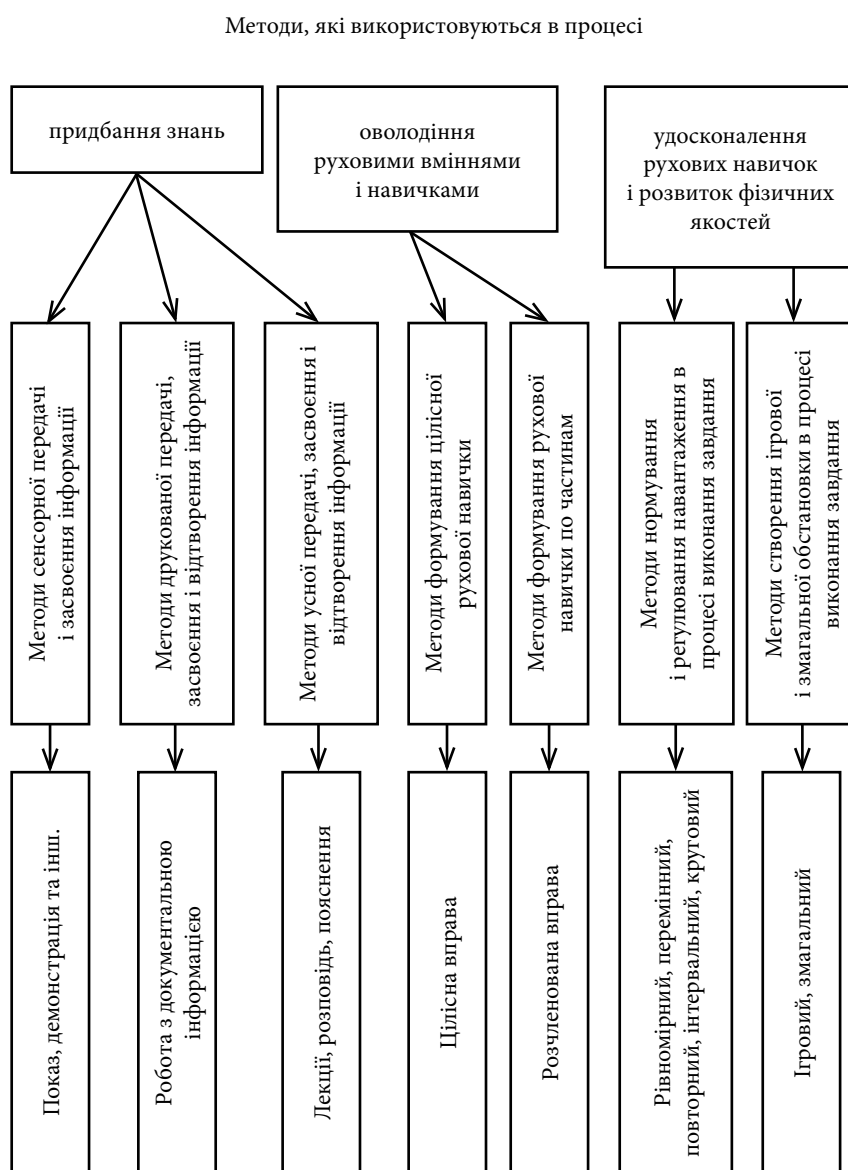 Методи, які використовуються в процесі
придбання знань
оволодіння
руховими вміннями
і навичками
удосконалення
рухових навичок
і розвиток фізичних
якостей
Методи сенсорної передачі
і засвоєння інформації
Методи друкованої передачі,
засвоєння і відтворення інформації
Методи усної передачі, засвоєння і
відтворення інформації
Методи формування цілісної
рухової навички
Методи формування рухової
навички по частинам
Методи нормування
і регулювання навантаження в
процесі виконання завдання
Методи створення ігрової
і змагальної обстановки в процесі
виконання завдання
Показ, демонстрація та інш.
Робота з документальною
інформацією
Лекції, розповідь, пояснення
Цілісна вправа
Розчленована вправа
Рівномірний, перемінний,
повторний, інтервальний, круговий
Ігровий, змагальний